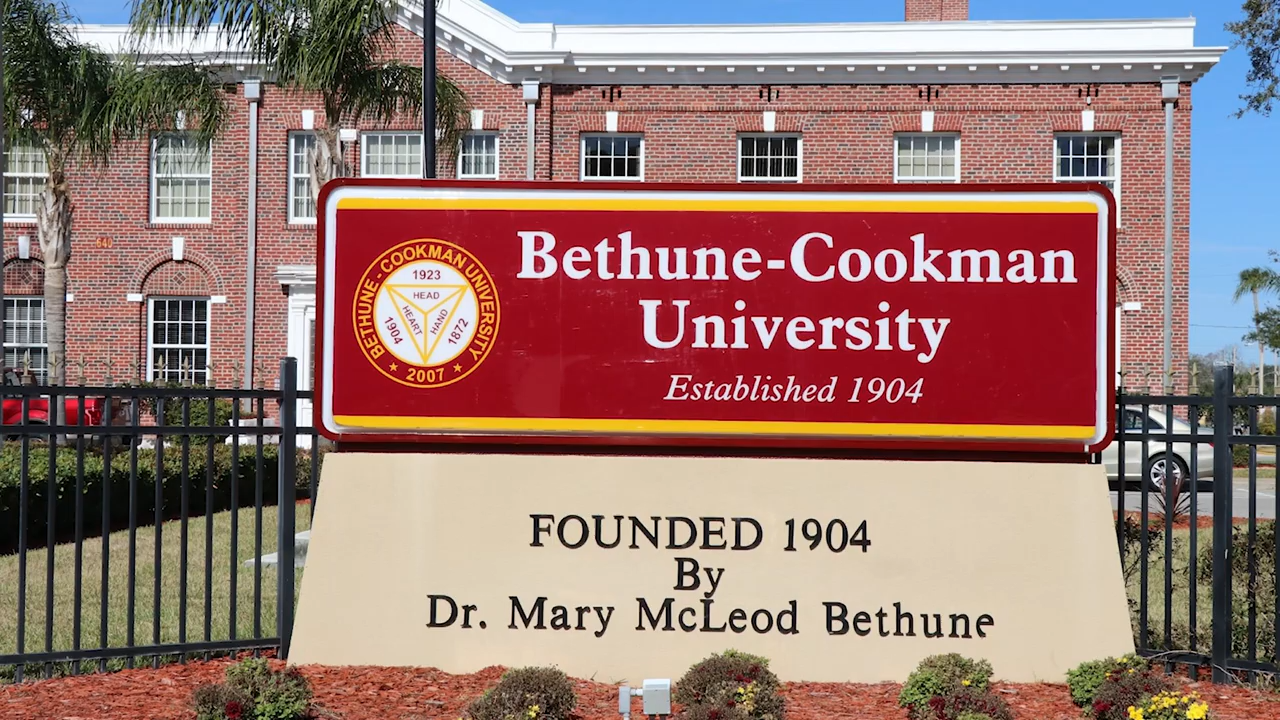 640
Bethune-Cookman
University
Established 1904
BETHUNE-COOKMAN UNIVERSITY
1923
HEAD
HEART
HAND
1904
1872
★ 2007 ★
FOUNDED 1904
By
Dr. Mary McLeod Bethune